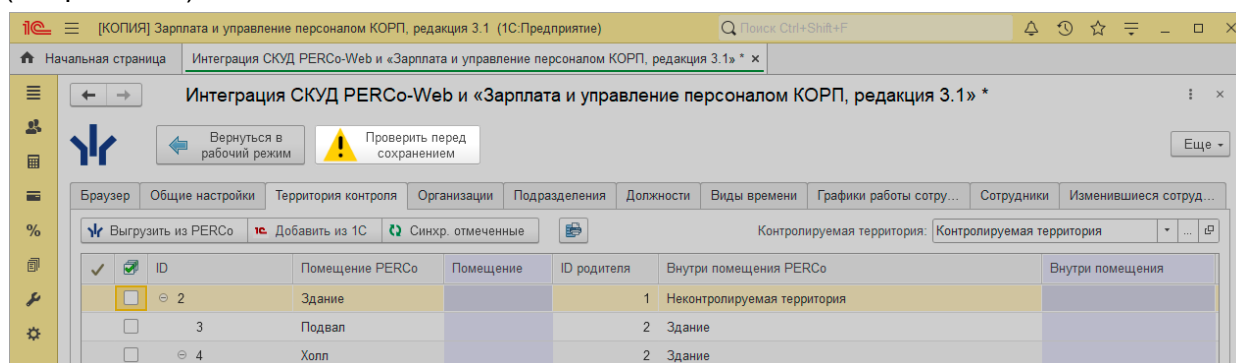 1С [КОПИЯ] Зарплата и управление персоналом КОРП, редакция 3.1 (1С:Предприятие) Поиск Ctrl+Shift+F
Начальная страница Интеграция СКУД PERCo-Web и «Зарплата и управление персоналом КОРП, редакция 3.1» * ×
Интеграция СКУД PERCo-Web и «Зарплата и управление персоналом КОРП, редакция 3.1» *
Вернуться в рабочий режим Проверить перед сохранением Еще
Браузер Общие настройки Территория контроля Организации Подразделения Должности Виды времени Графики работы сотру... Сотрудники Изменившиеся сотруд...
Выгрузить из PERCo 1С Добавить из 1С Синхр. отмеченные Контролируемая территория: Контролируемая территория ...
ID Помещение PERCo Помещение ID родителя Внутри помещения PERCo Внутри помещения
2 Здание 1 Неконтролируемая территория
3 Подвал 2 Здание
4 Холл 2 Здание